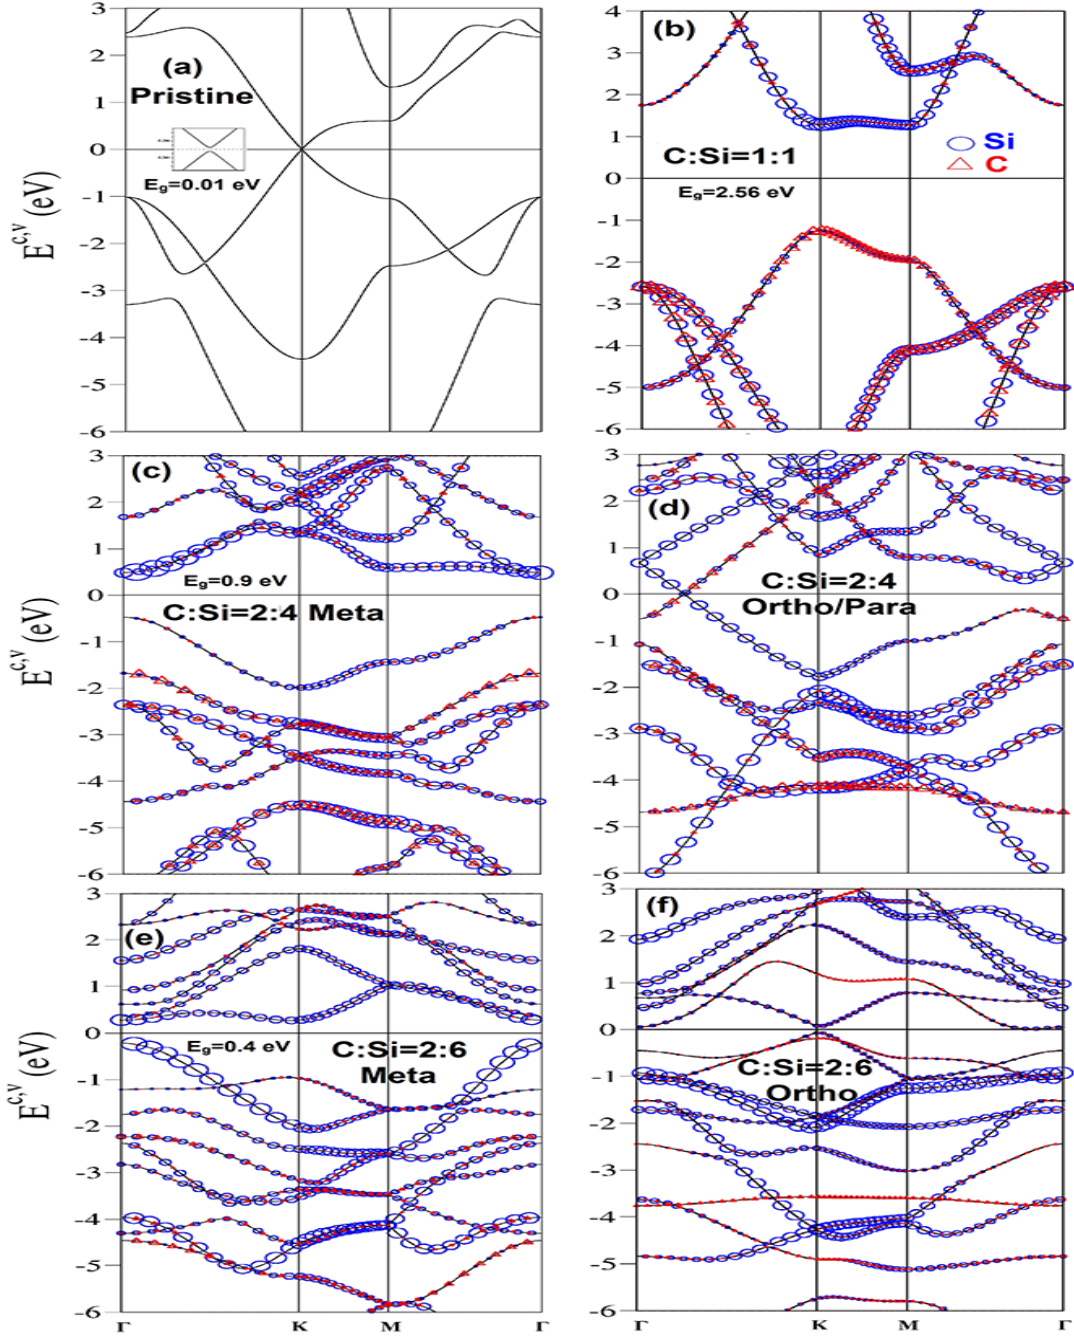 3
2
1
0
-1
-2
-3
-4
-5
-6
(a)
Pristine
Eg=0.01 eV
E^c,v (eV)
4
3
2
1
0
-1
-2
-3
-4
-5
-6
(b)
Si
C
C:Si=1:1
Eg=2.56 eV
3
2
1
0
-1
-2
-3
-4
-5
-6
(c)
Eg=0.9 eV
C:Si=2:4 Meta
E^c,v (eV)
3
2
1
0
-1
-2
-3
-4
-5
-6
(d)
C:Si=2:4
Ortho/Para
3
2
1
0
-1
-2
-3
-4
-5
-6
(e)
Eg=0.4 eV
C:Si=2:6
Meta
E^c,v (eV)
Γ K M Γ
3
2
1
0
-1
-2
-3
-4
-5
-6
(f)
C:Si=2:6
Ortho
Γ K M Γ